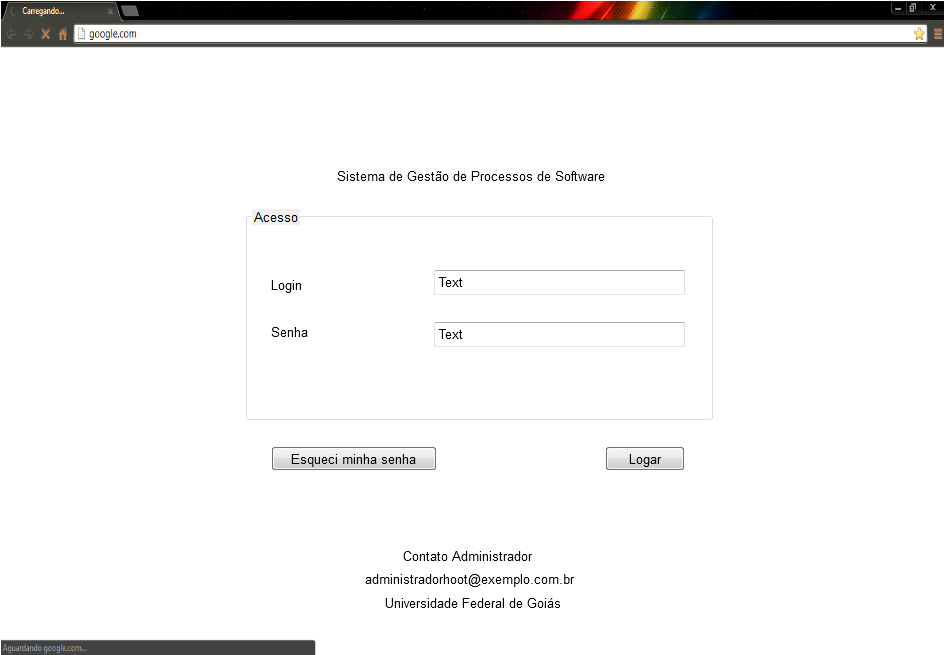 Carregando...
google.com
Sistema de Gestão de Processos de Software
Acesso
Login
Text
Senha
Text
Esqueci minha senha
Logar
Contato Administrador
administradorhoot@exemplo.com.br
Universidade Federal de Goiás
Aguardando google.com...